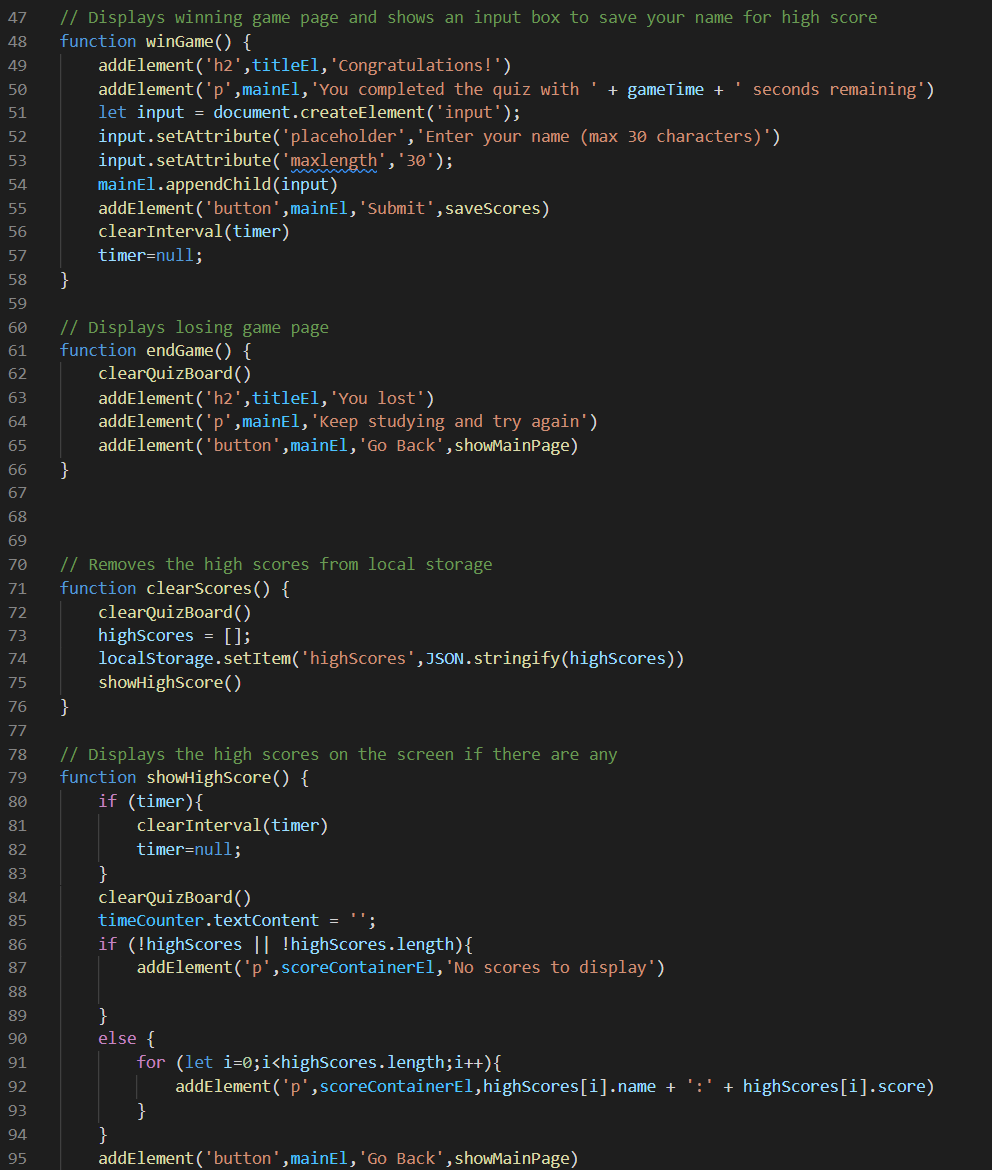 47 // Displays winning game page and shows an input box to save your name for high score
48 function winGame() {
49     addElement('h2',titleEl,'Congratulations!')
50     addElement('p',mainEl,'You completed the quiz with ' + gameTime + ' seconds remaining')
51     let input = document.createElement('input');
52     input.setAttribute('placeholder','Enter your name (max 30 characters)')
53     input.setAttribute('maxlength','30');
54     mainEl.appendChild(input)
55     addElement('button',mainEl,'Submit',saveScores)
56     clearInterval(timer)
57     timer=null;
58 }
59
60 // Displays losing game page
61 function endGame() {
62     clearQuizBoard()
63     addElement('h2',titleEl,'You lost')
64     addElement('p',mainEl,'Keep studying and try again')
65     addElement('button',mainEl,'Go Back',showMainPage)
66 }
67
68
69
70 // Removes the high scores from local storage
71 function clearScores() {
72     clearQuizBoard()
73     highScores = [];
74     localStorage.setItem('highScores',JSON.stringify(highScores))
75     showHighScore()
76 }
77
78 // Displays the high scores on the screen if there are any
79 function showHighScore() {
80     if (timer){
81         clearInterval(timer)
82         timer=null;
83     }
84     clearQuizBoard()
85     timeCounter.textContent = '';
86     if (!highScores || !highScores.length){
87         addElement('p',scoreContainerEl,'No scores to display')
88
89     }
90     else {
91         for (let i=0;i<highScores.length;i++){
92             addElement('p',scoreContainerEl,highScores[i].name + ':' + highScores[i].score)
93         }
94     }
95     addElement('button',mainEl,'Go Back',showMainPage)